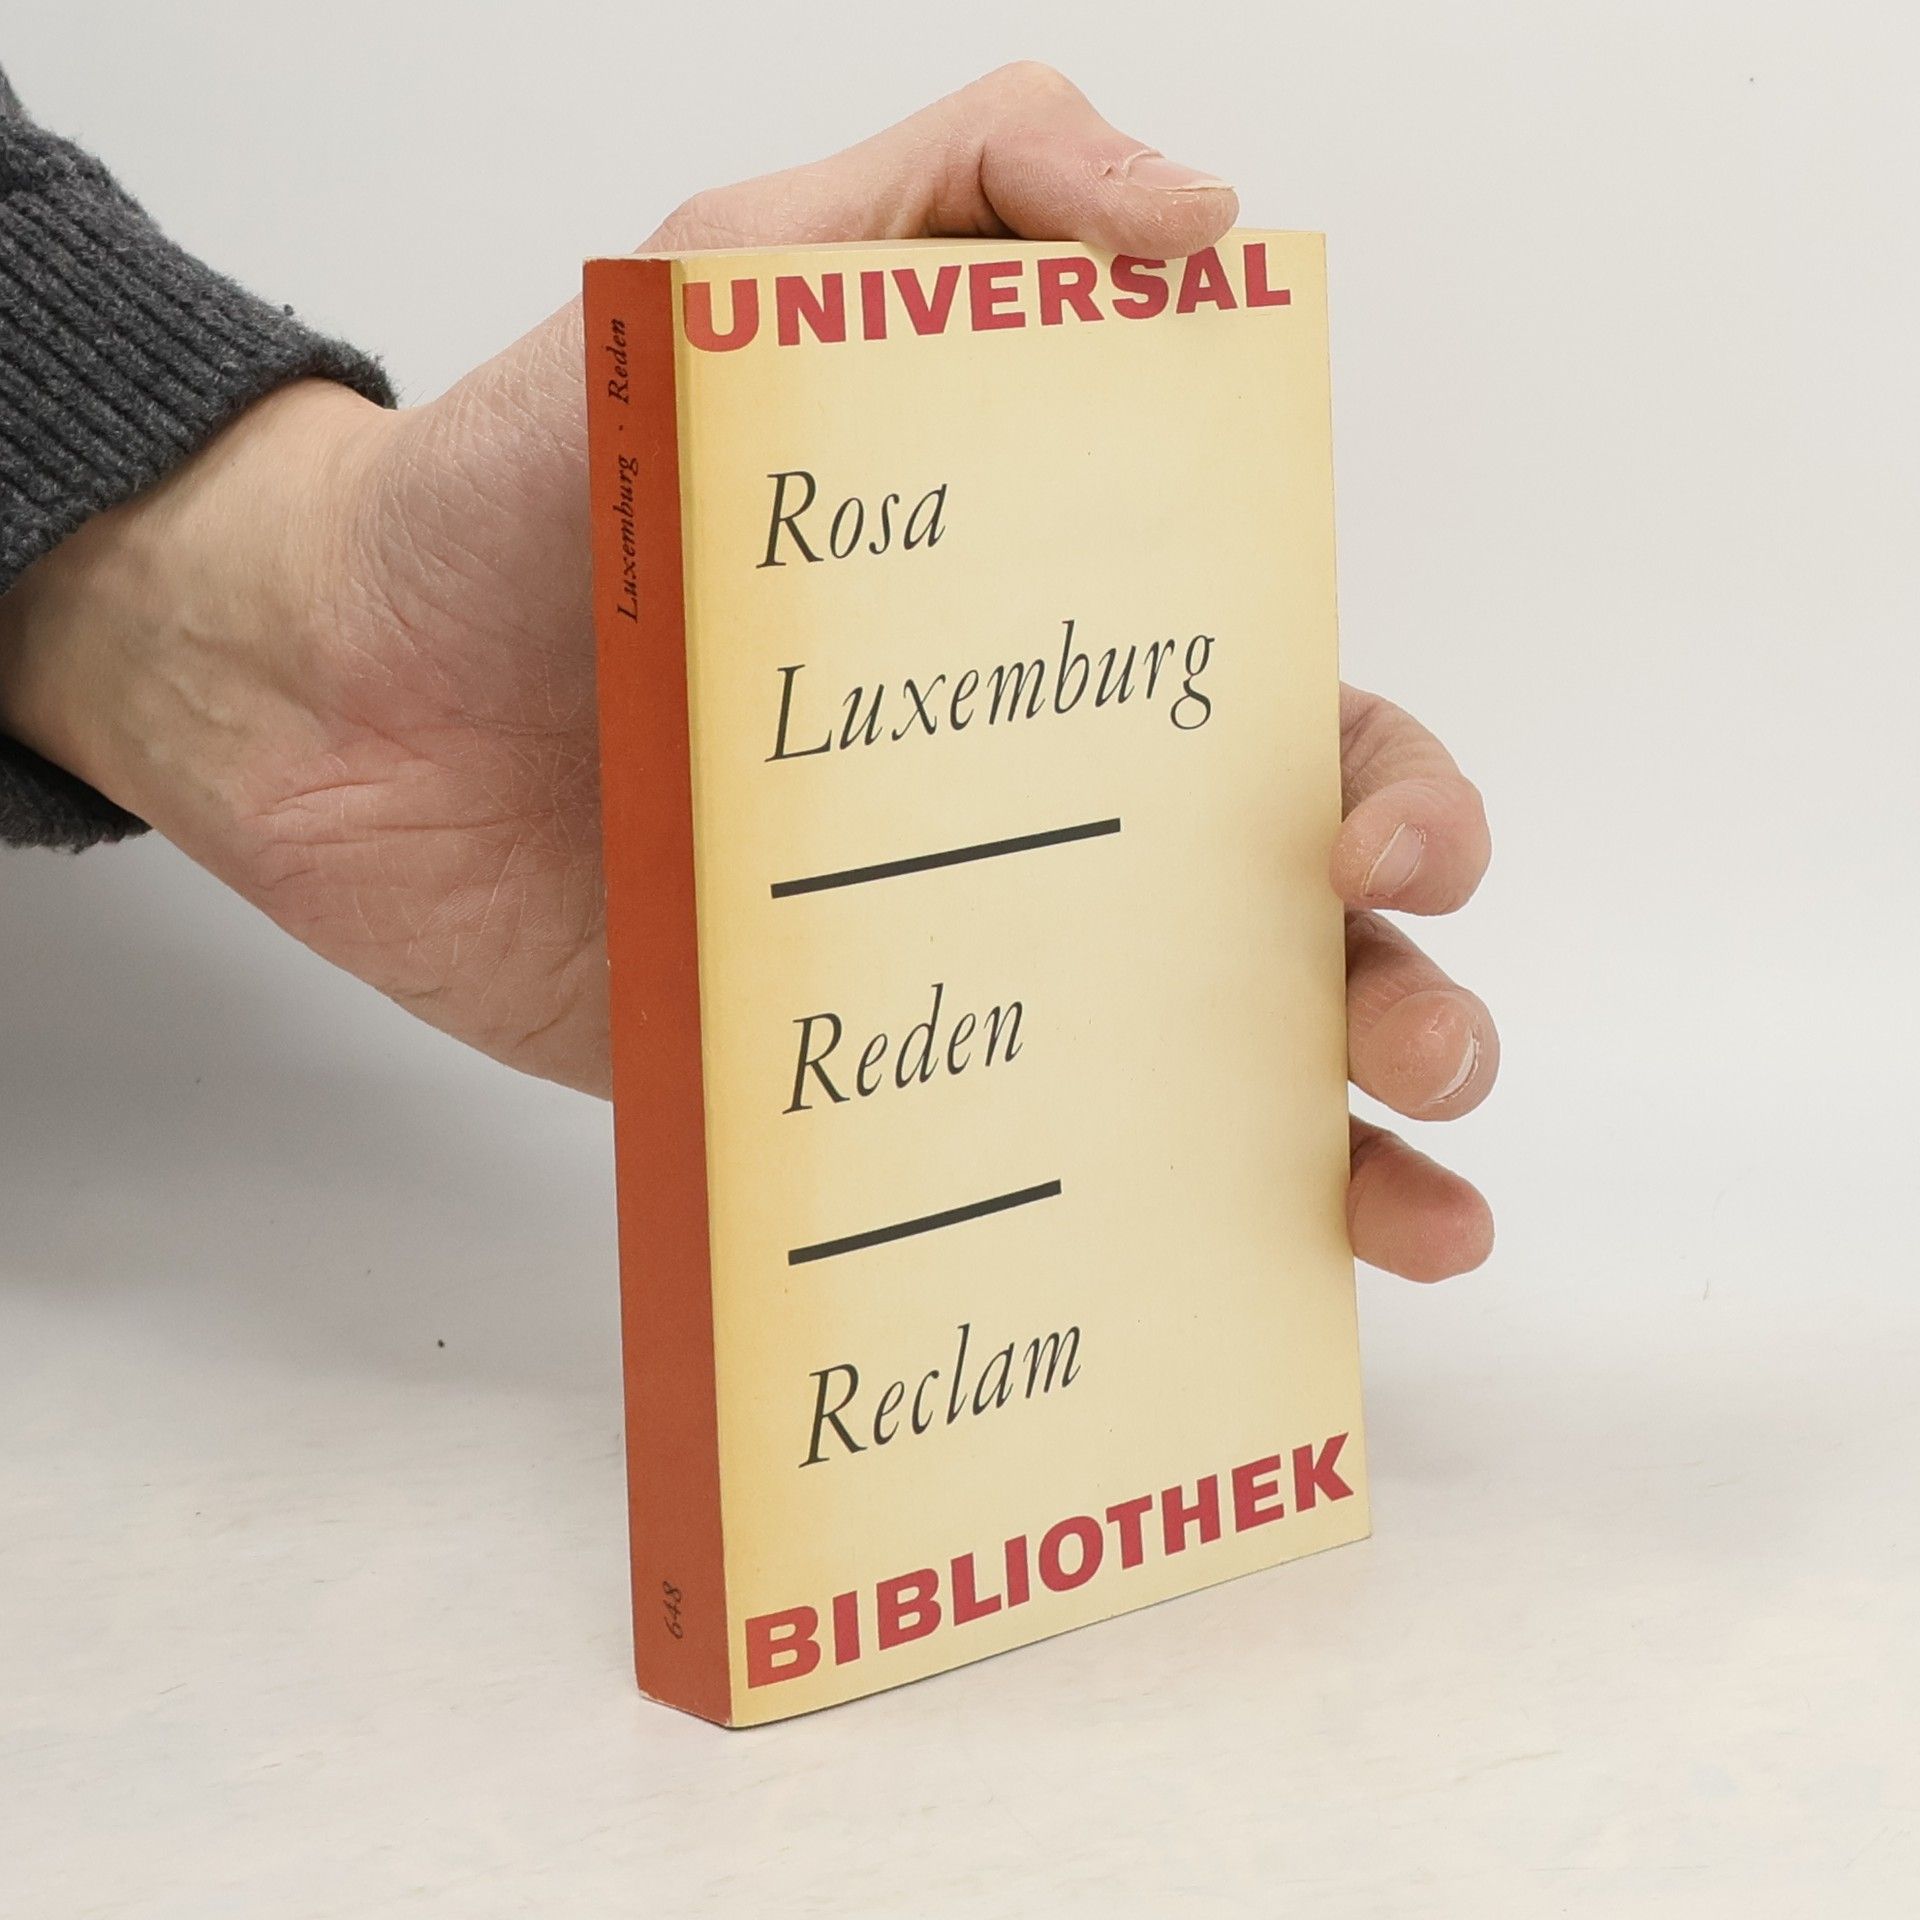 UNIVERSAL
Rosa
Luxemburg
Reden
Reclam
BIBLIOTHEK
Luxemburg · Reden
648